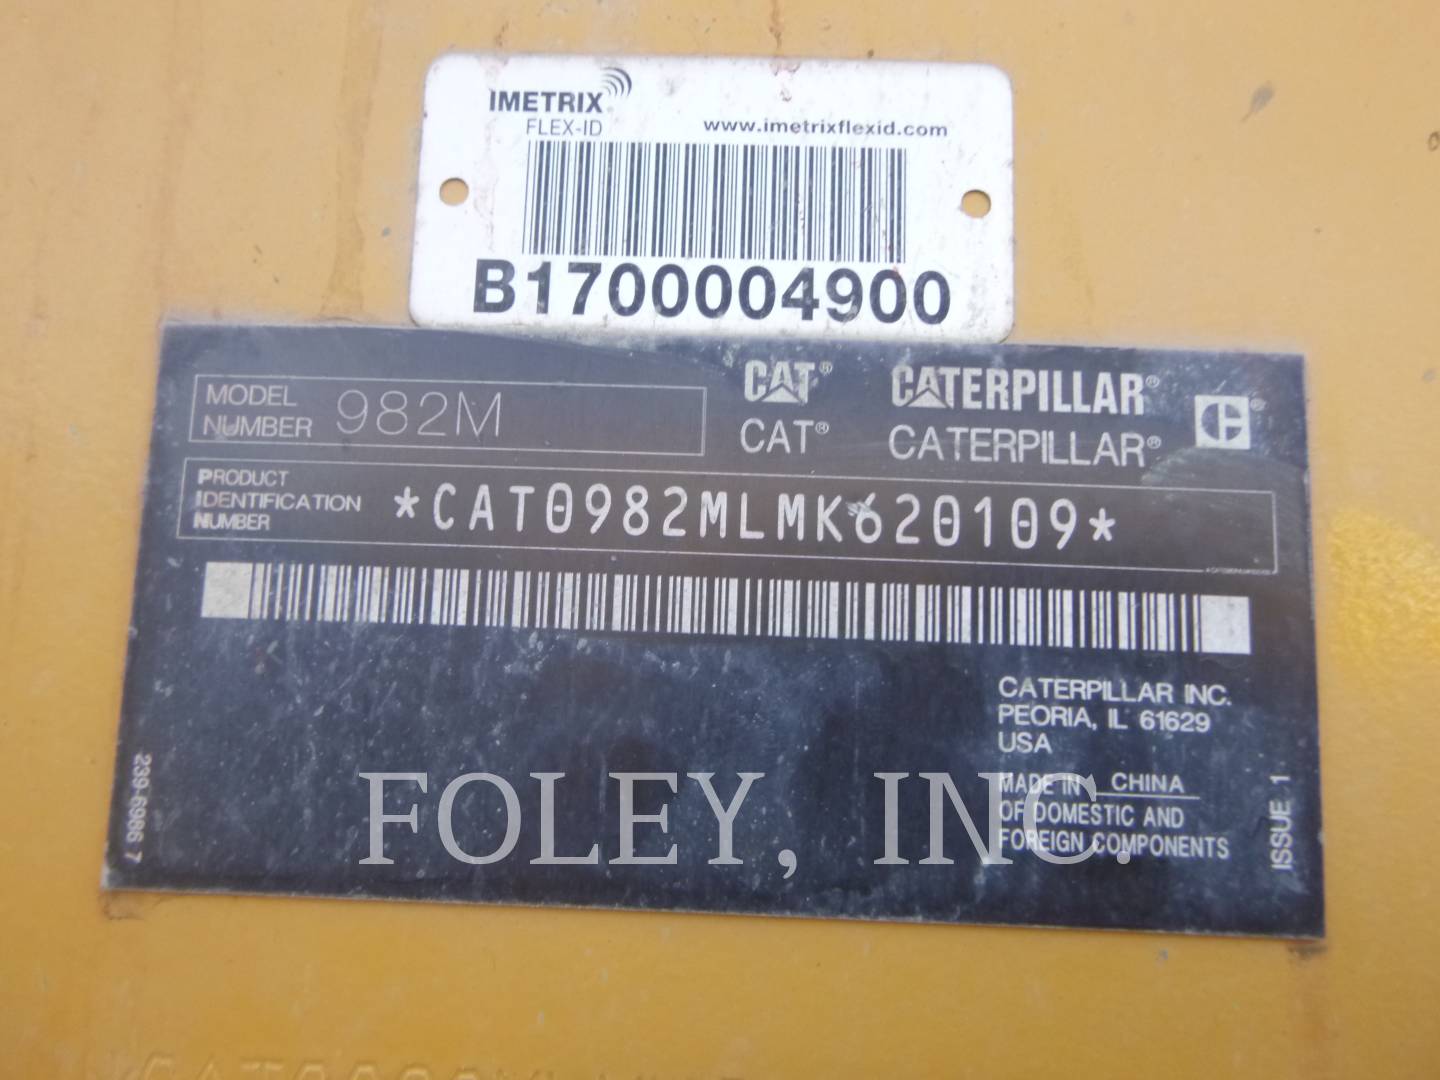 IMETRIX
FLEX-ID
www.imetrixflexid.com
B1700004900
MODEL NUMBER 982M
CAT® CATERPILLAR®
CAT® CATERPILLAR®
PRODUCT IDENTIFICATION NUMBER *CAT0982MLMK620109*
CATERPILLAR INC.
PEORIA, IL 61629
USA
MADE IN CHINA
OF DOMESTIC AND
FOREIGN COMPONENTS
239-6986 7
ISSUE 1
FOLEY, INC.